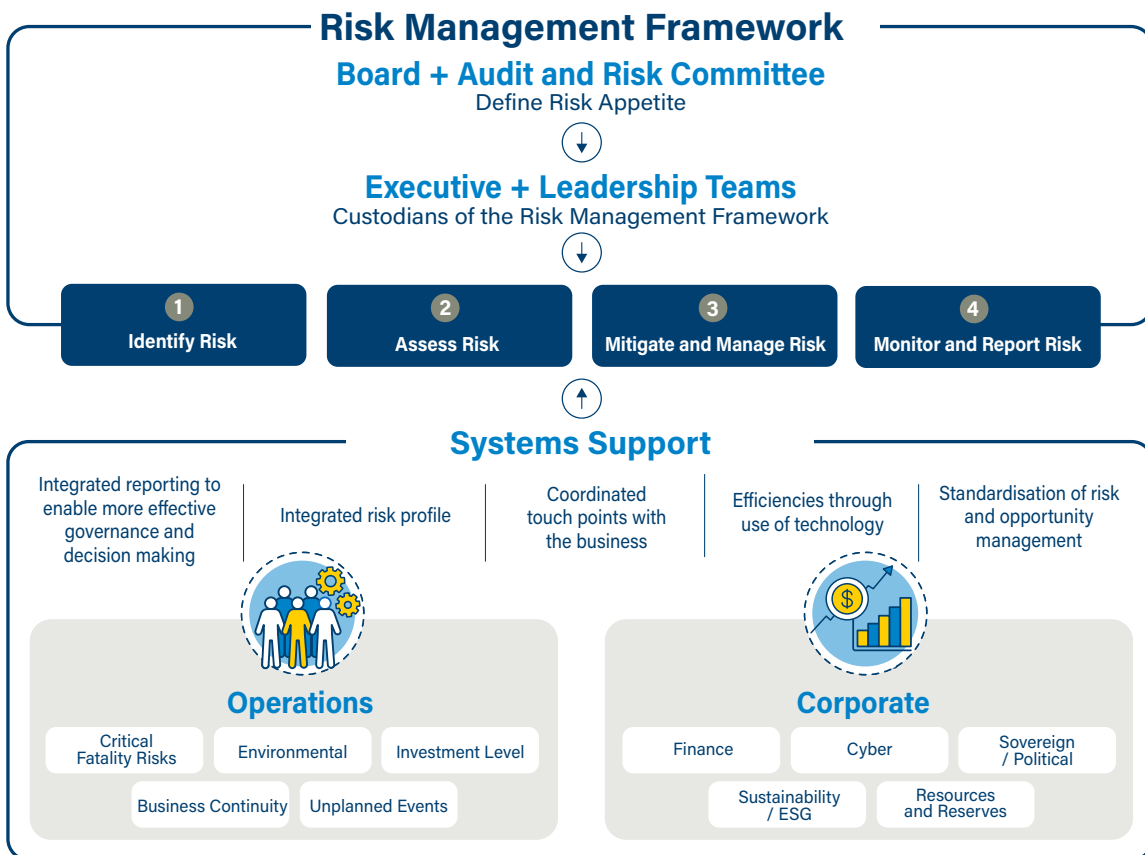 Risk Management Framework
Board + Audit and Risk Committee
Define Risk Appetite
Executive + Leadership Teams
Custodians of the Risk Management Framework
1
Identify Risk
2
Assess Risk
3
Mitigate and Manage Risk
4
Monitor and Report Risk
Systems Support
Integrated reporting to
enable more effective
governance and
decision making
Integrated risk profile
Coordinated
touch points with
the business
Efficiencies through
use of technology
Standardisation of risk
and opportunity
management
Operations
Critical
Fatality Risks
Environmental
Investment Level
Business Continuity
Unplanned Events
$
Corporate
Finance
Cyber
Sovereign
/ Political
Sustainability
/ ESG
Resources
and Reserves